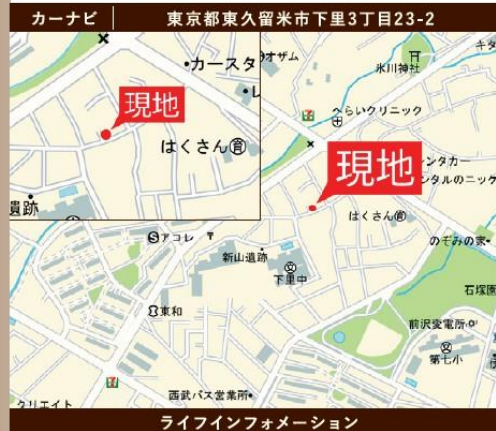 カーナビ 東京都東久留米市下里3丁目23-2
カースタ
現地
はくさん
遺跡
オザム
氷川神社
へらいクリニック
現地
ンタカー
ンタルのニック
はくさん
のぞみの家
アコレ
新山遺跡
下里中
石塚園
東和
前沢変電所
第七小
西武バス営業所
クリエイト
ライフインフォメーション